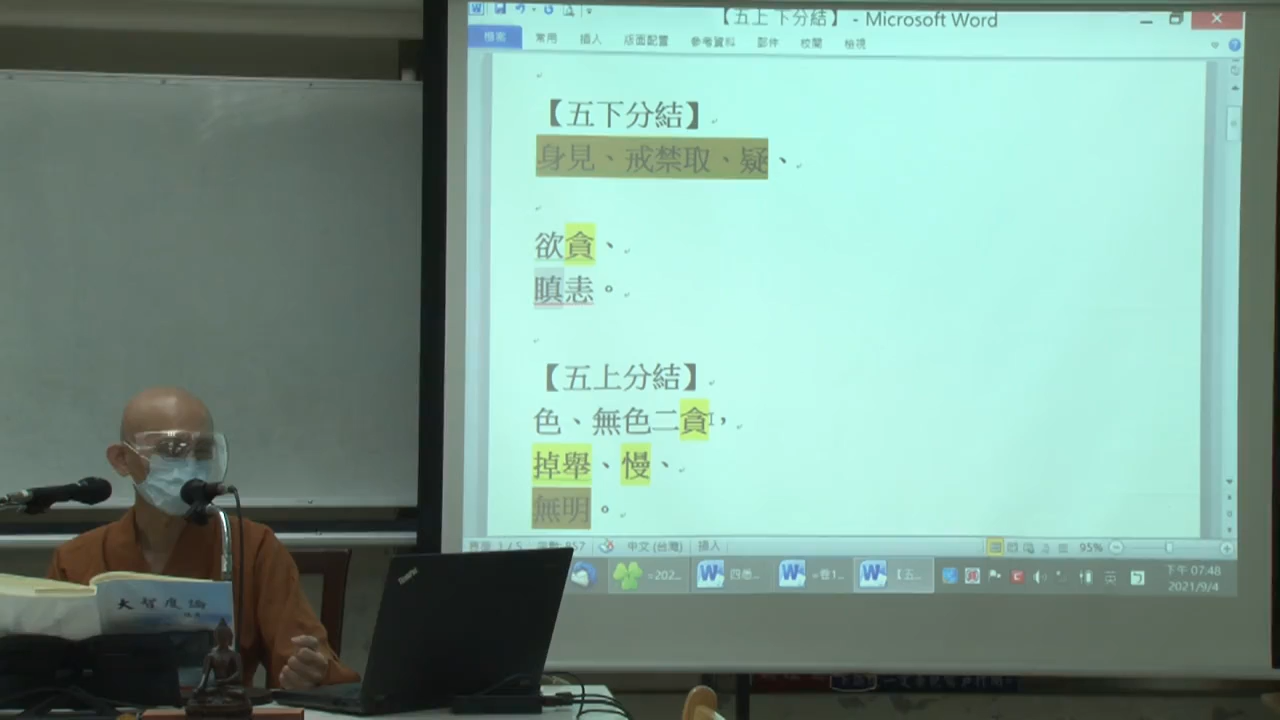 【五上下分結】 - Microsoft Word
檔案 常用 插入 版面配置 參考資料 郵件 校閱 檢視
【五下分結】
身見、戒禁取、疑、
欲貪、
瞋恚。
【五上分結】
色、無色二貪，
掉舉、慢、
無明。
中文 (台灣) 插入 95%
下午 07:48
2021/9/4
大智度論
ThinkPad